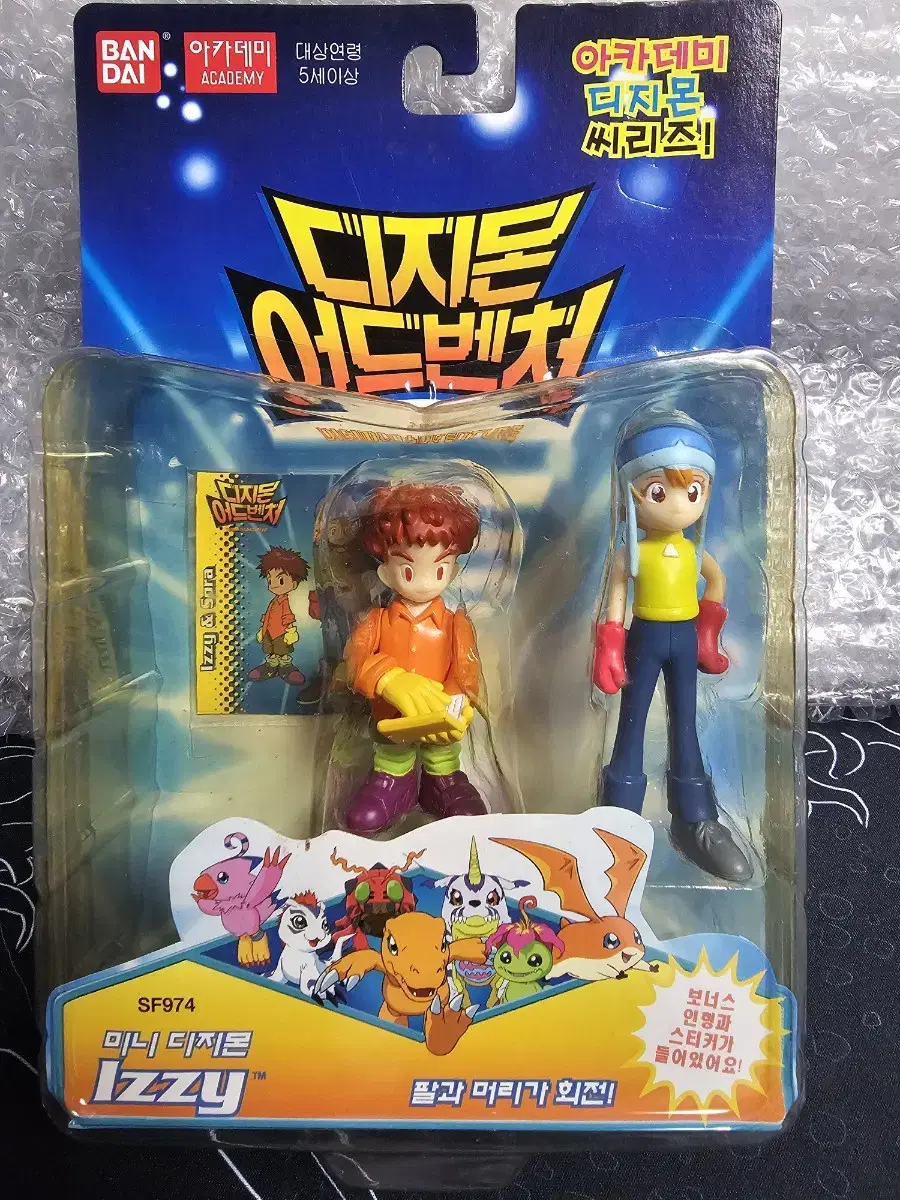 BAN
DAI
®
아카데미
ACADEMY
대상연령
5세이상
아카데미
디지몬
씨리즈!
디지몬
어드벤쳐
디지몬
어드벤쳐
Izzy & Sora
SF974
미니 디지몬
Izzy™
팔과 머리가 회전!
보너스
인형과
스티커가
들어있어요!